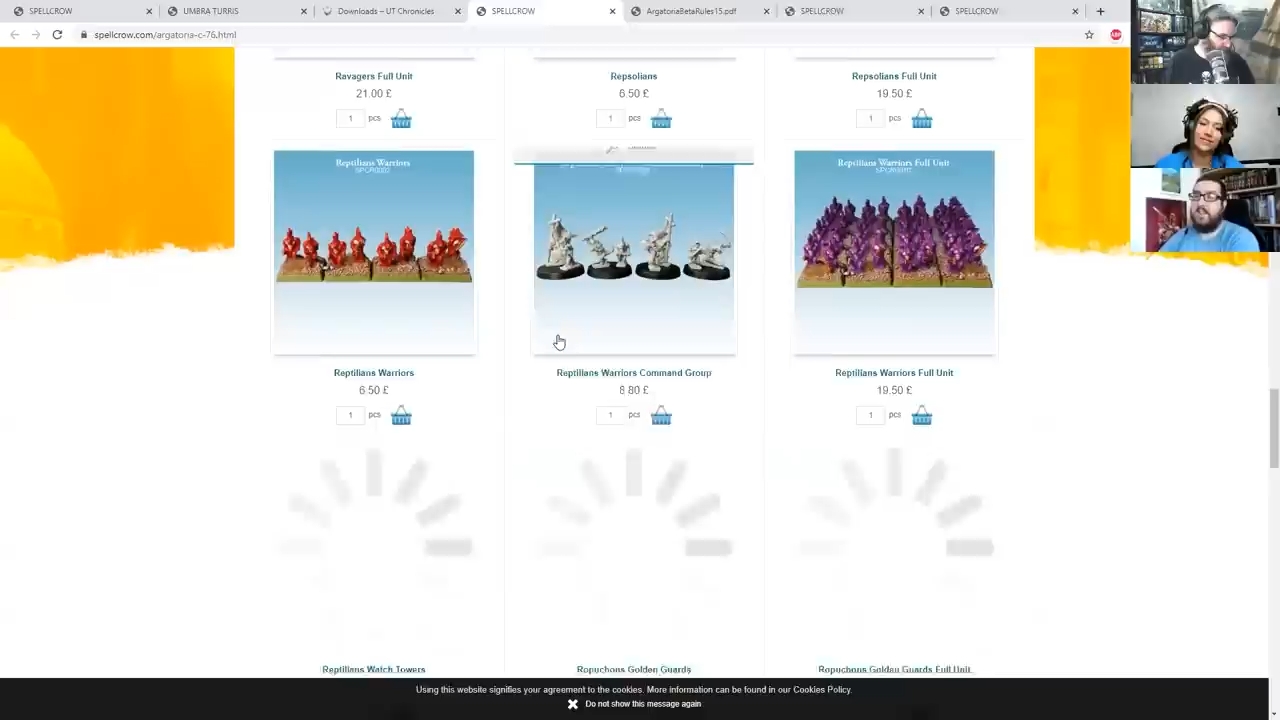 SPELLCROW
UMBRA TURRIS
Downloads – UT Chronicles
SPELLCROW
ArgatoriaBetaRules15.pdf
SPELLCROW
SPELLCROW
spellcrow.com/argatoria-c-76.html
ABP
Ravagers Full Unit
Repsolians
Repsolians Full Unit
21.00 £
6.50 £
19.50 £
1 pcs
1 pcs
1 pcs
Reptilians Warriors
Reptilians Warriors Full Unit
Reptilians Warriors
Reptilians Warriors Command Group
Reptilians Warriors Full Unit
6.50 £
8.80 £
19.50 £
1 pcs
1 pcs
1 pcs
Reptilians Watch Towers
Ropuchons Golden Guards
Ropuchons Golden Guards Full Unit
Using this website signifies your agreement to the cookies. More information can be found in our Cookies Policy.
Do not show this message again